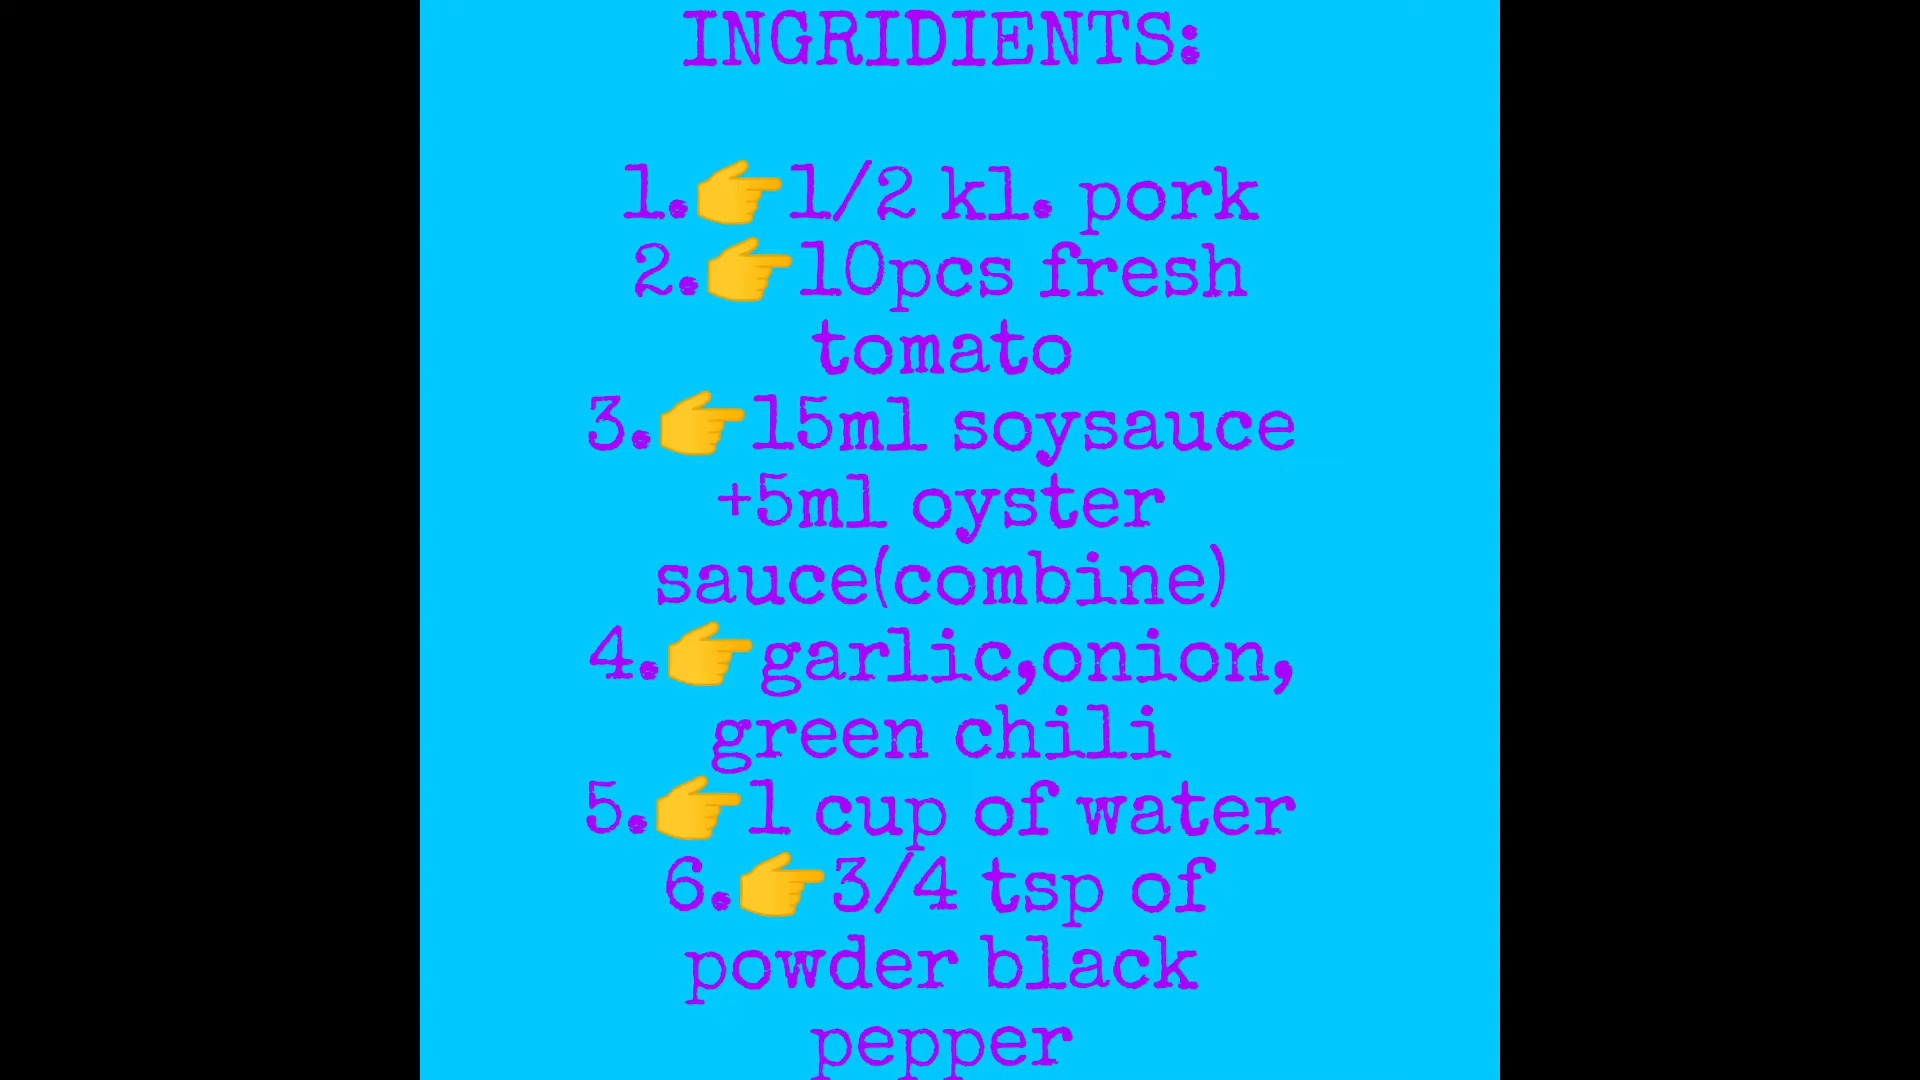 INGRIDIENTS:
1.👉1/2 kl. pork
2.👉10pcs fresh
tomato
3.👉15ml soysauce
+5ml oyster
sauce(combine)
4.👉garlic,onion,
green chili
5.👉1 cup of water
6.👉3/4 tsp of
powder black
pepper